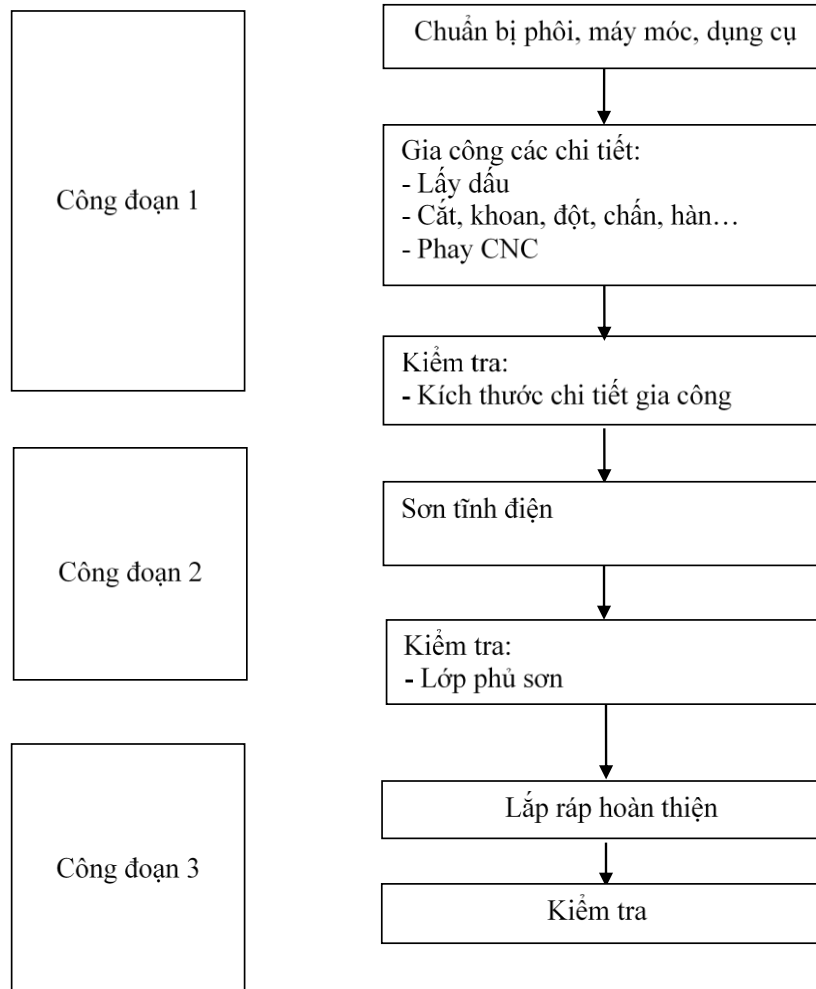 Chuẩn bị phôi, máy móc, dụng cụ
Công đoạn 1
Gia công các chi tiết:
- Lấy dấu
- Cắt, khoan, đột, chấn, hàn…
- Phay CNC
Kiểm tra:
- Kích thước chi tiết gia công
Công đoạn 2
Sơn tĩnh điện
Kiểm tra:
- Lớp phủ sơn
Công đoạn 3
Lắp ráp hoàn thiện
Kiểm tra